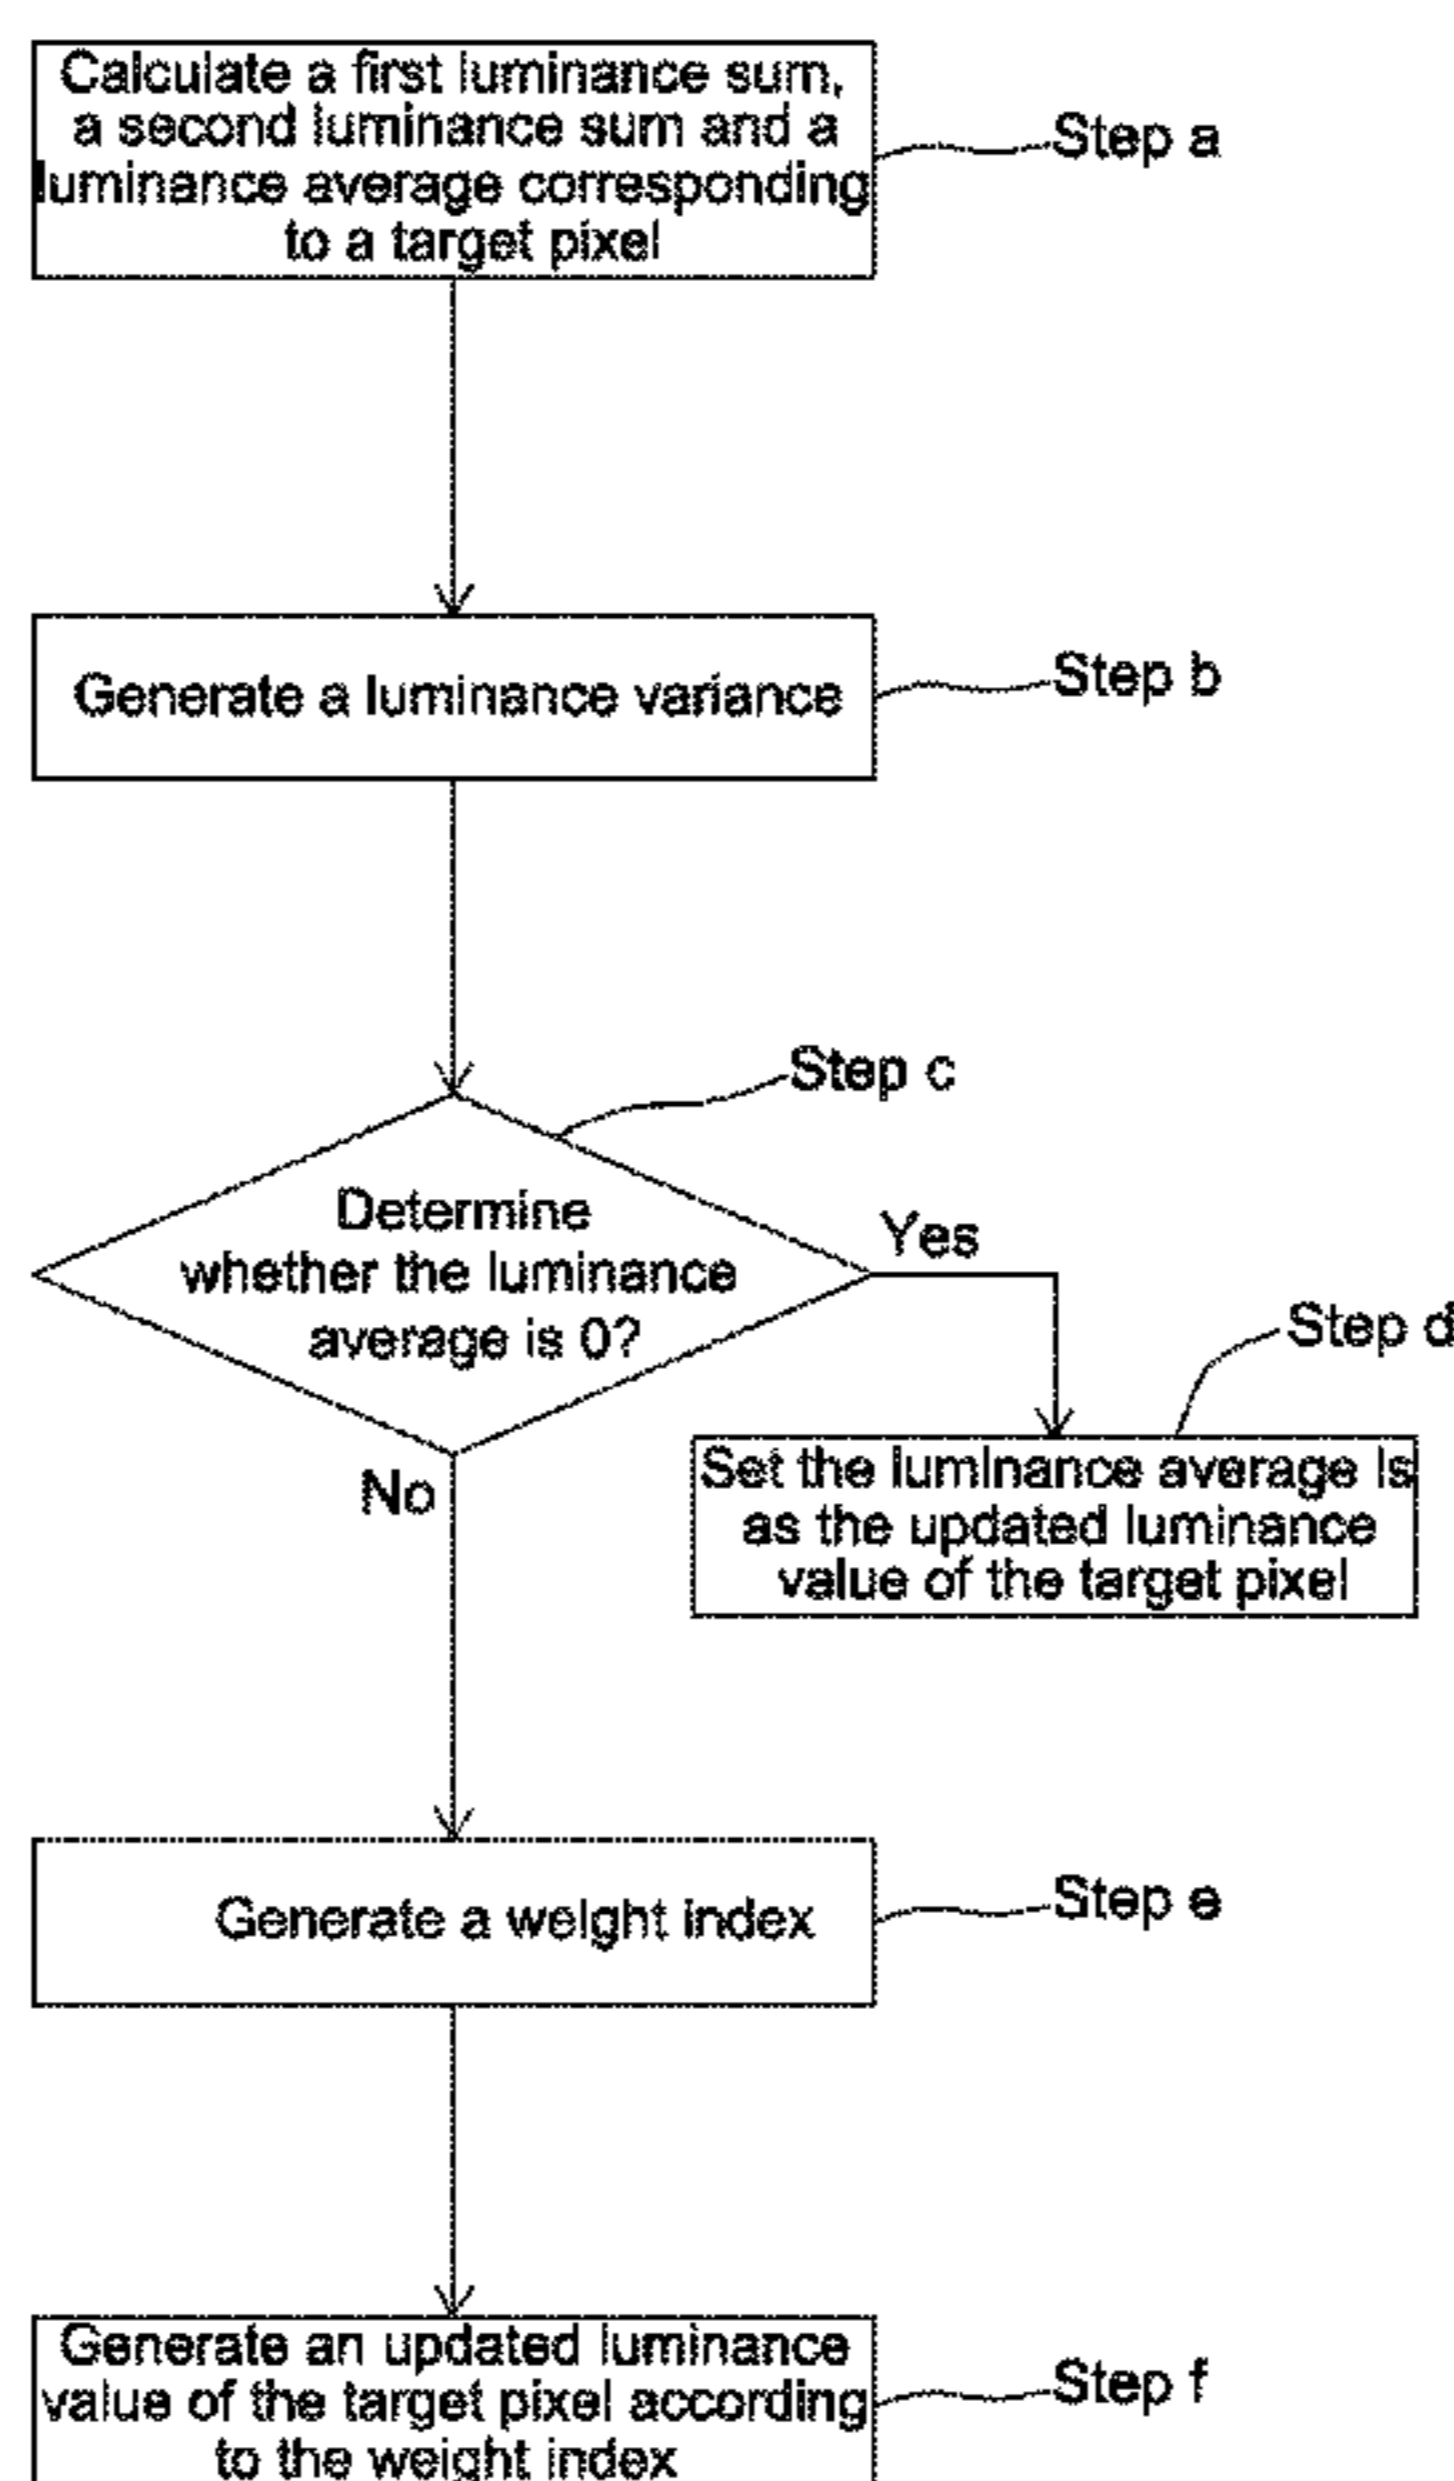 Calculate a first luminance sum,
a second luminance sum and a
luminance average corresponding
to a target pixel
Step a
Generate a luminance variance
Step b
Step c
Determine
whether the luminance
average is 0?
Yes
Step d
Set the luminance average is
as the updated luminance
value of the target pixel
No
Generate a weight index
Step e
Generate an updated luminance
value of the target pixel according
to the weight index
Step f